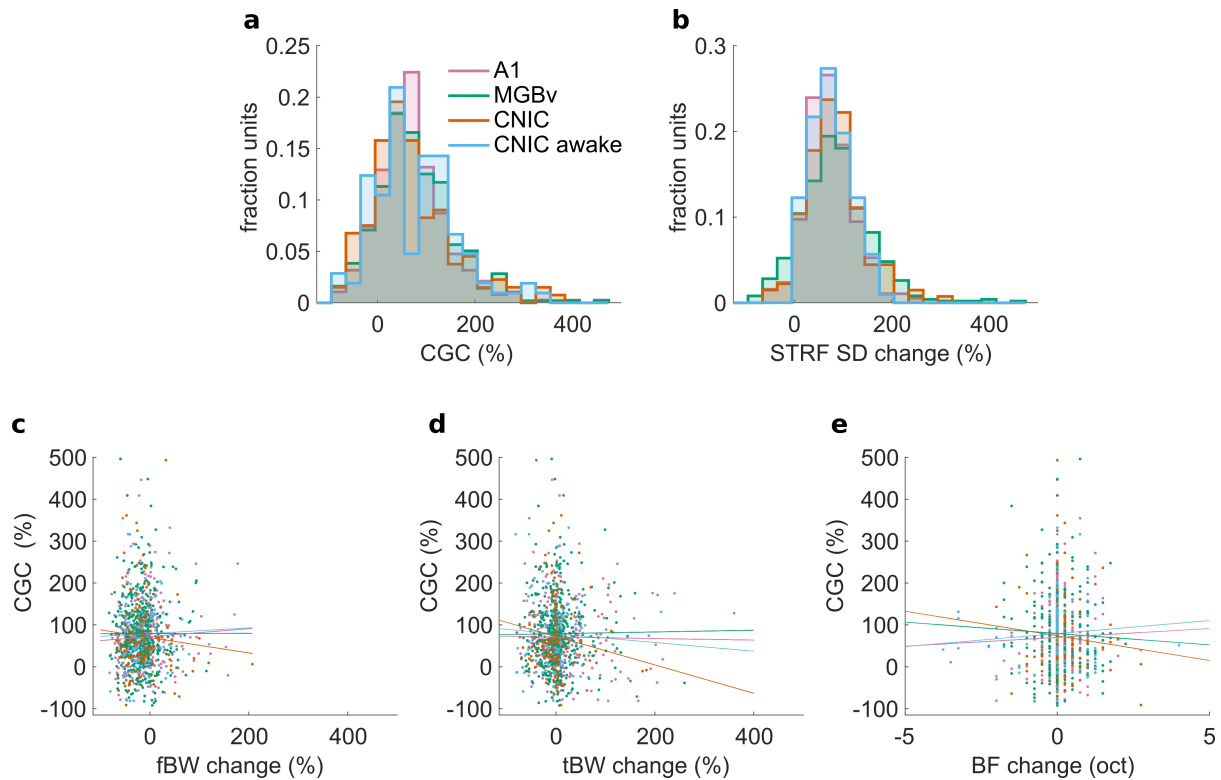 a
b
0.25
0.2
0.15
0.1
0.05
0
fraction units
A1
MGBv
CNIC
CNIC awake
0
200
400
CGC (%)
0.3
0.2
0.1
0
fraction units
0
200
400
STRF SD change (%)
c
d
e
500
400
300
200
100
0
-100
CGC (%)
0
200
400
fBW change (%)
500
400
300
200
100
0
-100
CGC (%)
0
200
400
tBW change (%)
500
400
300
200
100
0
-100
CGC (%)
-5
0
5
BF change (oct)